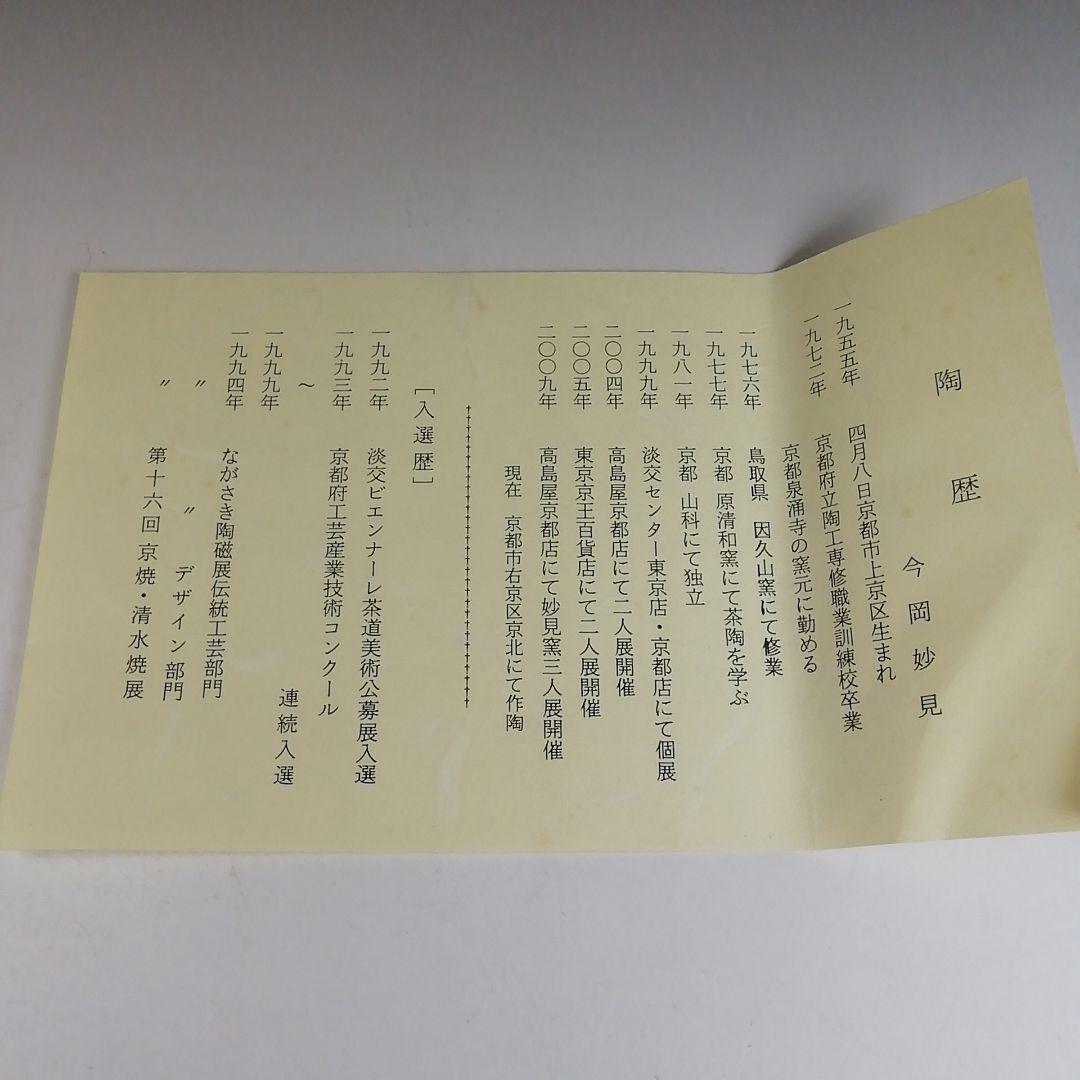 陶歴
今岡妙見
一九五五年 四月八日京都市上京区生まれ
一九七二年 京都府立陶工専修職業訓練校卒業
京都泉涌寺の窯元に勤める
一九七六年 鳥取県 因久山窯にて修業
一九七七年 京都 原清和窯にて茶陶を学ぶ
一九八一年 京都 山科にて独立
一九九九年 淡交センター東京店・京都店にて個展
二〇〇四年 高島屋京都店にて二人展開催
二〇〇五年 東京京王百貨店にて二人展開催
二〇〇九年 高島屋京都店にて妙見窯三人展開催
現在 京都市右京区京北にて作陶
［入選歴］
一九九二年 淡交ビエンナーレ茶道美術公募展入選
一九九三年 京都府工芸産業技術コンクール
〜
一九九九年 連続入選
一九九四年 ながさき陶磁展伝統工芸部門
〃 〃 デザイン部門
〃 第十六回京焼・清水焼展